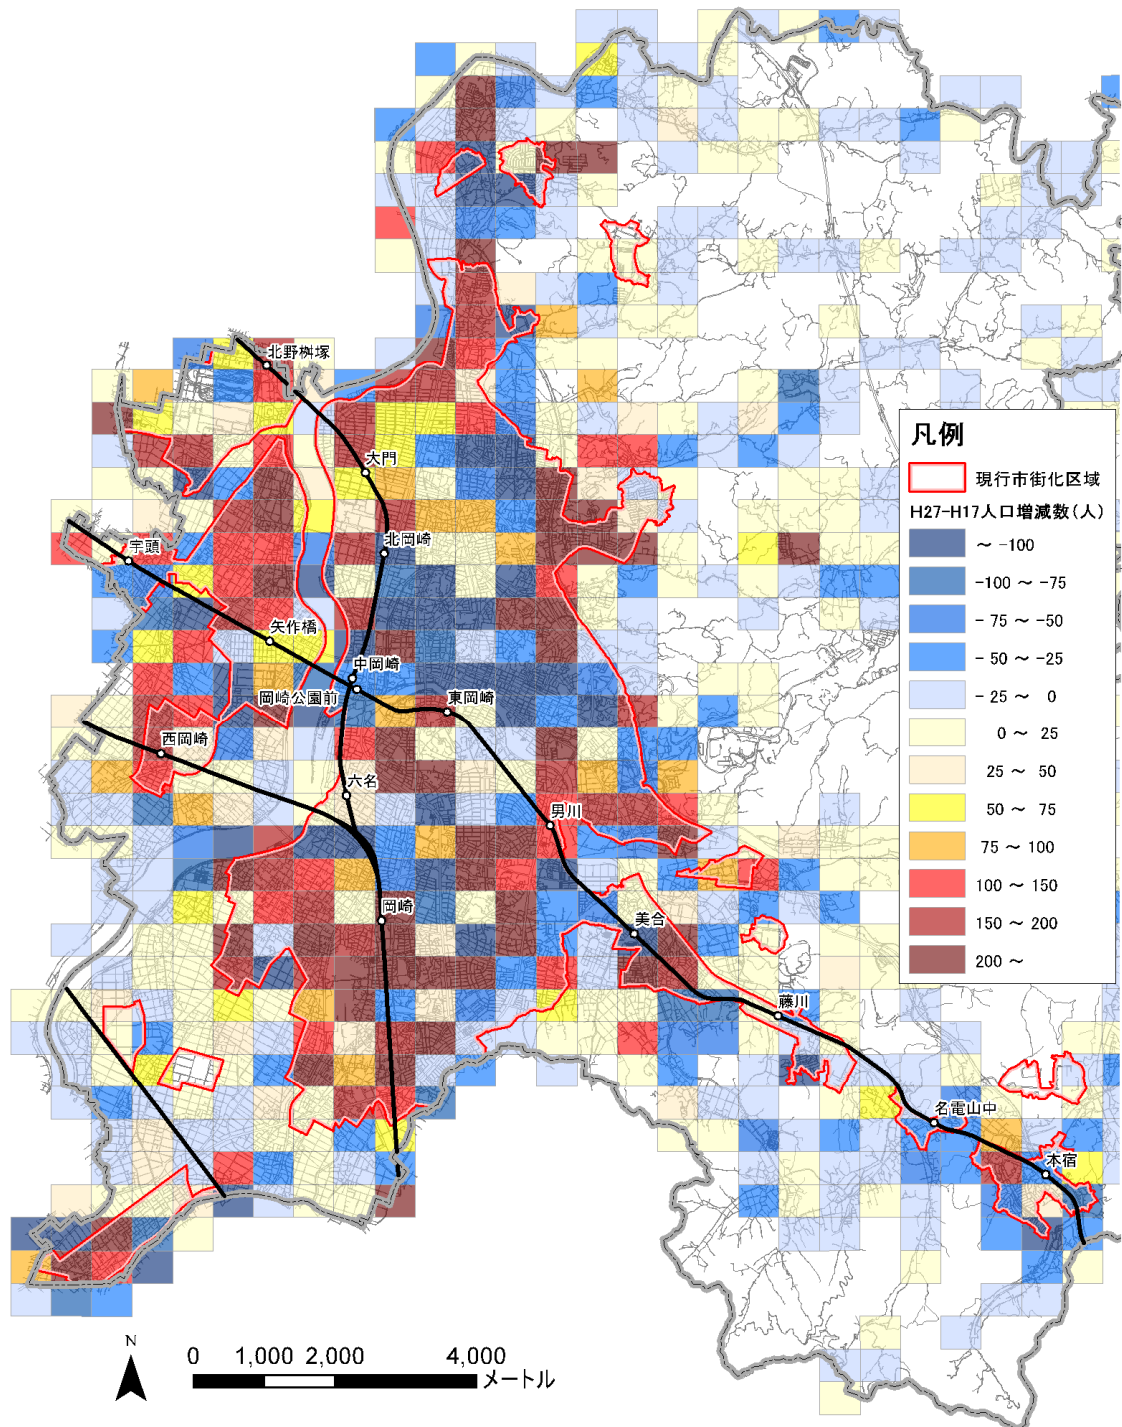 北野桝塚
大門
北岡崎
宇頭
矢作橋
中岡崎
岡崎公園前
東岡崎
西岡崎
六名
男川
岡崎
美合
藤川
名電山中
本宿
凡例
現行市街化区域
H27-H17人口増減数(人)
～ -100
-100 ～ -75
- 75 ～ -50
- 50 ～ -25
- 25 ～ 0
0 ～ 25
25 ～ 50
50 ～ 75
75 ～ 100
100 ～ 150
150 ～ 200
200 ～
N
0 1,000 2,000 4,000
メートル